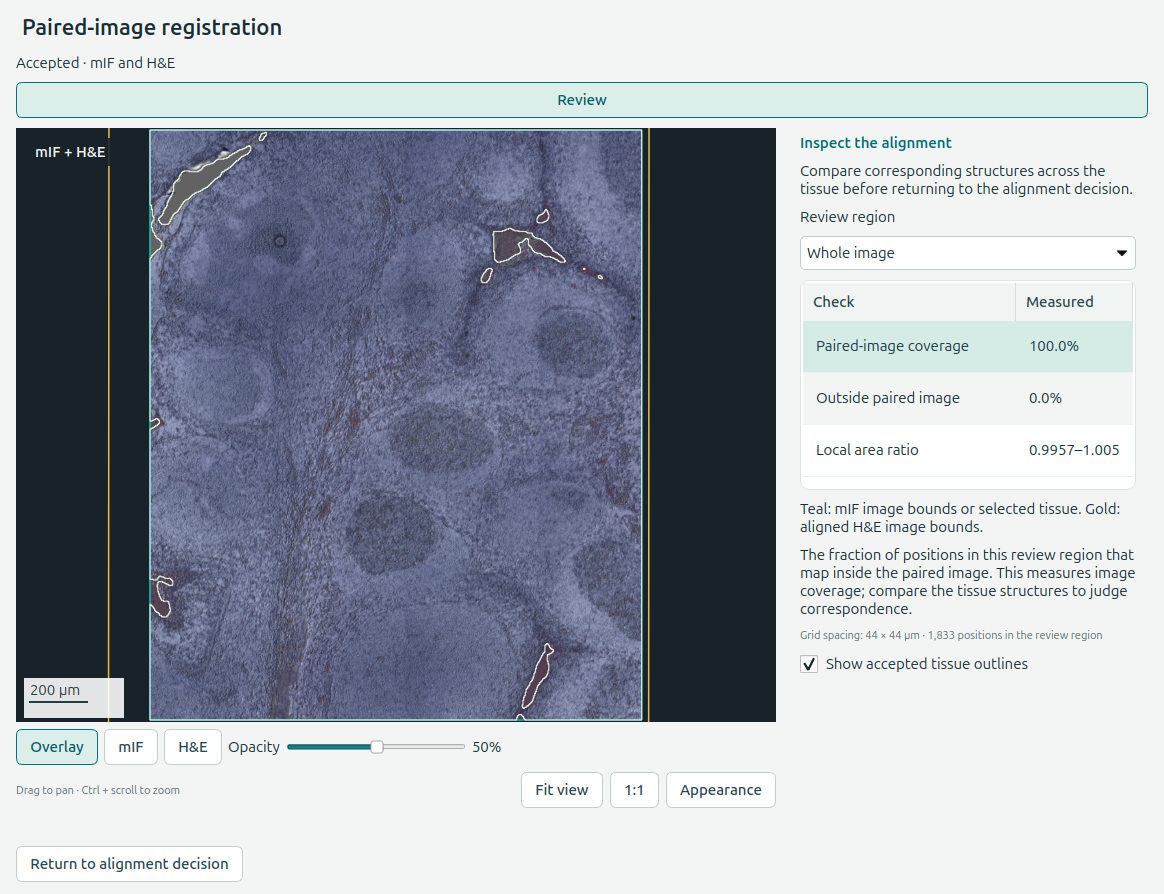 Paired-image registration
Accepted · mIF and H&E
Review
mIF + H&E
200 µm
Overlay
mIF
H&E
Opacity
50%
Drag to pan · Ctrl + scroll to zoom
Fit view
1:1
Appearance
Inspect the alignment
Compare corresponding structures across the
tissue before returning to the alignment decision.
Review region
Whole image
Check Measured
Paired-image coverage 100.0%
Outside paired image 0.0%
Local area ratio 0.9957–1.005
Teal: mIF image bounds or selected tissue. Gold:
aligned H&E image bounds.
The fraction of positions in this review region that
map inside the paired image. This measures image
coverage; compare the tissue structures to judge
correspondence.
Grid spacing: 44 × 44 µm · 1,833 positions in the review region
Show accepted tissue outlines
Return to alignment decision